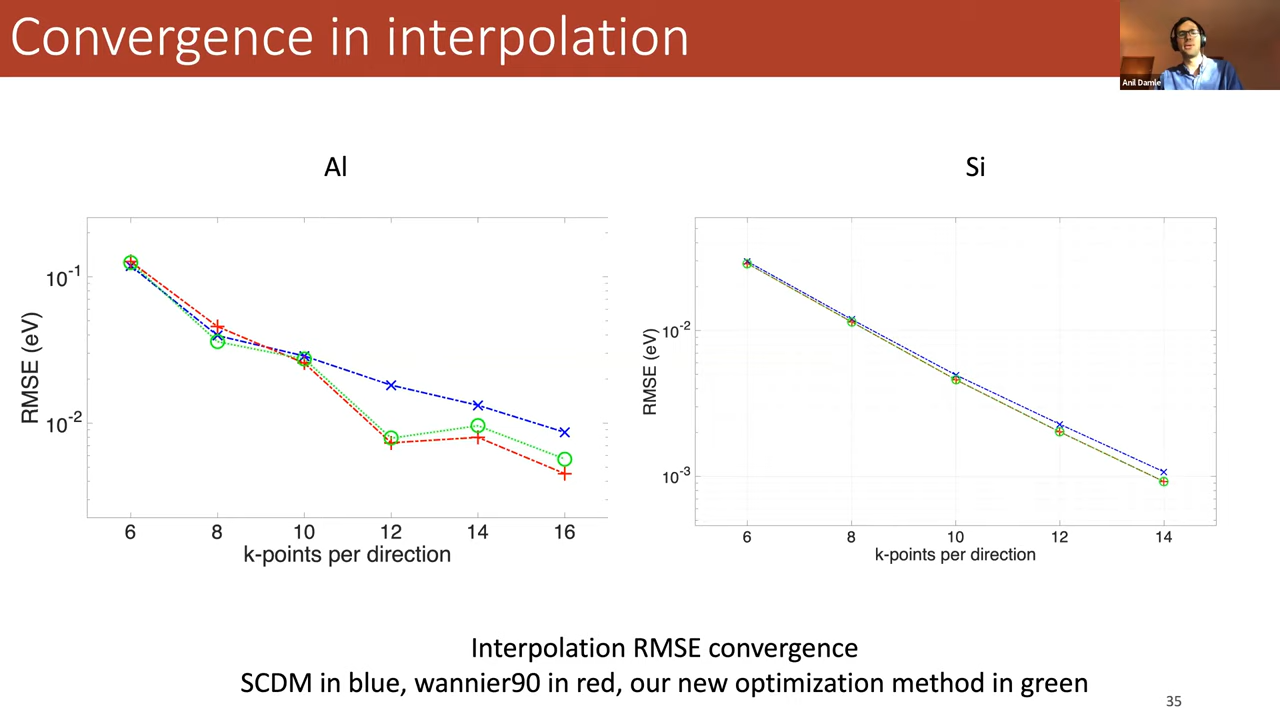 Convergence in interpolation
Anil Damle
Al
Si
RMSE (eV)
10^-1
10^-2
6 8 10 12 14 16
k-points per direction
RMSE (eV)
10^-2
10^-3
6 8 10 12 14
k-points per direction
Interpolation RMSE convergence
SCDM in blue, wannier90 in red, our new optimization method in green
35